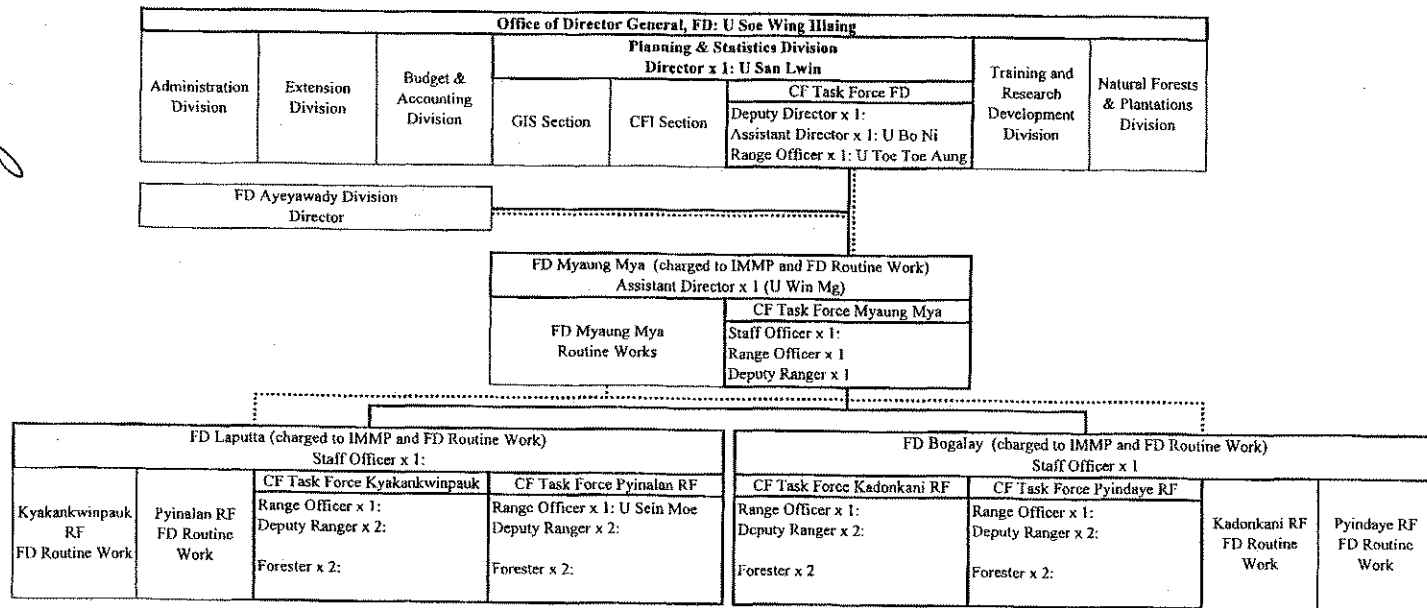 Office of Director General, FD: U Soe Wing Hlaing
Administration
Division
Extension
Division
Budget &
Accounting
Division
Planning & Statistics Division
Director x 1: U San Lwin
GIS Section
CFI Section
CF Task Force FD
Deputy Director x 1:
Assistant Director x 1: U Bo Ni
Range Officer x 1: U Toe Toe Aung
Training and
Research
Development
Division
Natural Forests
& Plantations
Division
FD Ayeyawady Division
Director
FD Myaung Mya (charged to IMMP and FD Routine Work)
Assistant Director x 1 (U Win Mg)
FD Myaung Mya
Routine Works
CF Task Force Myaung Mya
Staff Officer x 1:
Range Officer x 1
Deputy Ranger x 1
FD Laputta (charged to IMMP and FD Routine Work)
Staff Officer x 1:
Kyakankwinpauk
RF
FD Routine Work
Pyinalan RF
FD Routine
Work
CF Task Force Kyakankwinpauk
Range Officer x 1:
Deputy Ranger x 2:
Forester x 2:
CF Task Force Pyinalan RF
Range Officer x 1: U Sein Moe
Deputy Ranger x 2:
Forester x 2:
FD Bogalay (charged to IMMP and FD Routine Work)
Staff Officer x 1
CF Task Force Kadonkani RF
Range Officer x 1:
Deputy Ranger x 2:
Forester x 2
CF Task Force Pyindaye RF
Range Officer x 1:
Deputy Ranger x 2:
Forester x 2:
Kadonkani RF
FD Routine
Work
Pyindaye RF
FD Routine
Work